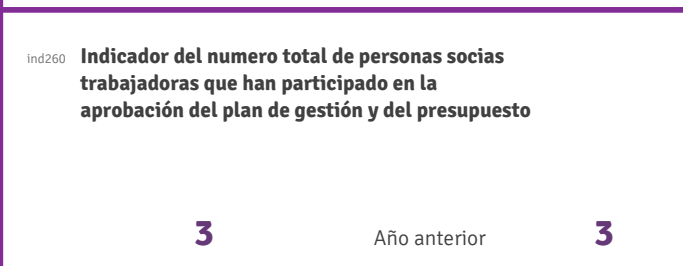 ind260 Indicador del numero total de personas socias
trabajadoras que han participado en la
aprobación del plan de gestión y del presupuesto
3 Año anterior 3